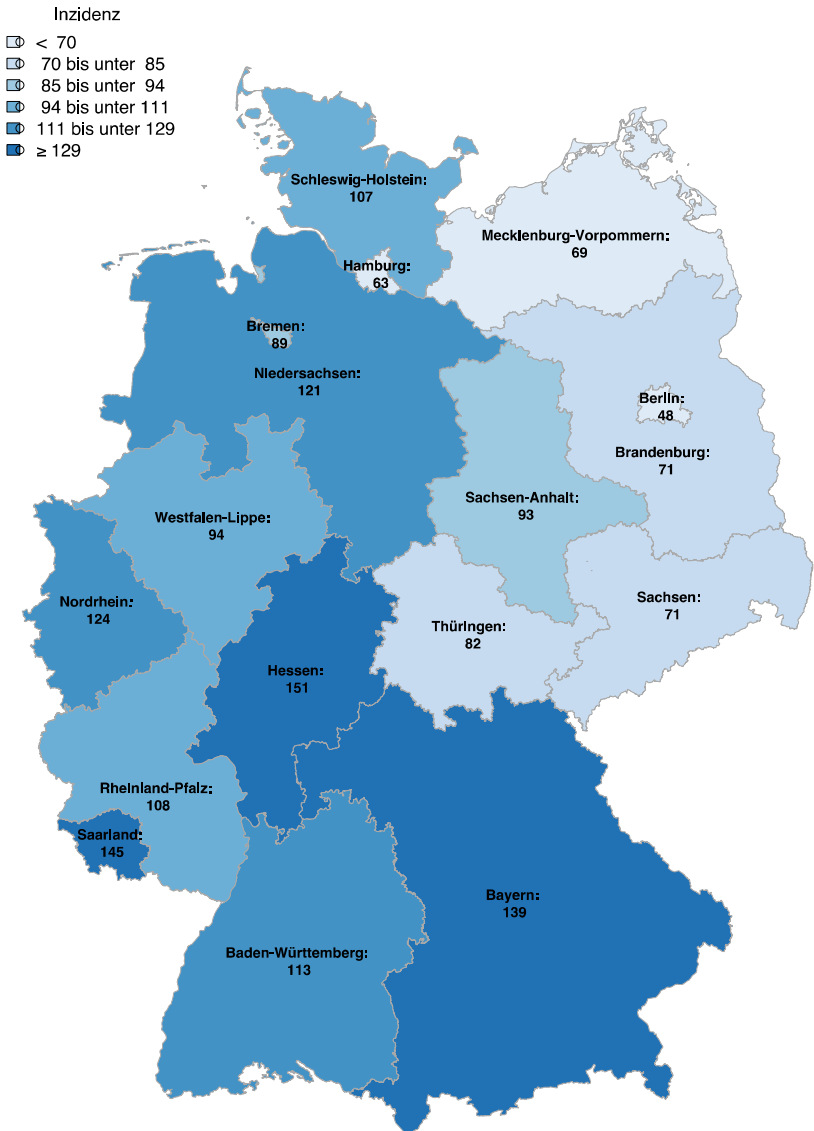 Inzidenz
< 70
70 bis unter 85
85 bis unter 94
94 bis unter 111
111 bis unter 129
≥ 129
Schleswig-Holstein:
107
Mecklenburg-Vorpommern:
69
Hamburg:
63
Bremen:
89
Niedersachsen:
121
Berlin:
48
Brandenburg:
71
Sachsen-Anhalt:
93
Westfalen-Lippe:
94
Nordrhein:
124
Sachsen:
71
Thüringen:
82
Hessen:
151
Rheinland-Pfalz:
108
Saarland:
145
Bayern:
139
Baden-Württemberg:
113